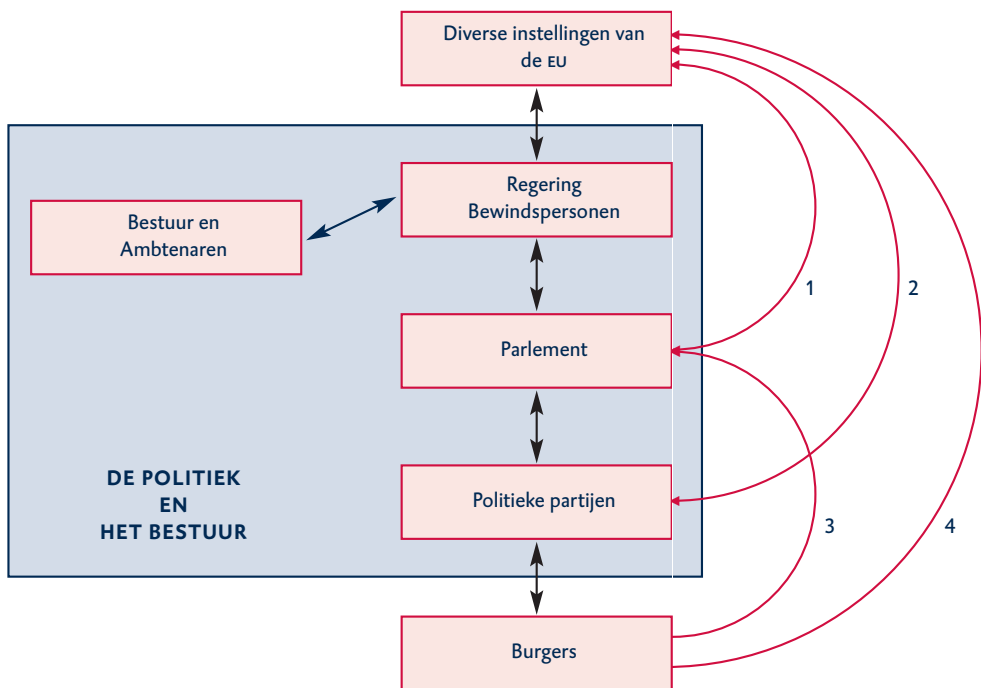 Diverse instellingen van
de EU
Regering
Bewindspersonen
Bestuur en
Ambtenaren
1
2
Parlement
DE POLITIEK
EN
HET BESTUUR
Politieke partijen
3
4
Burgers